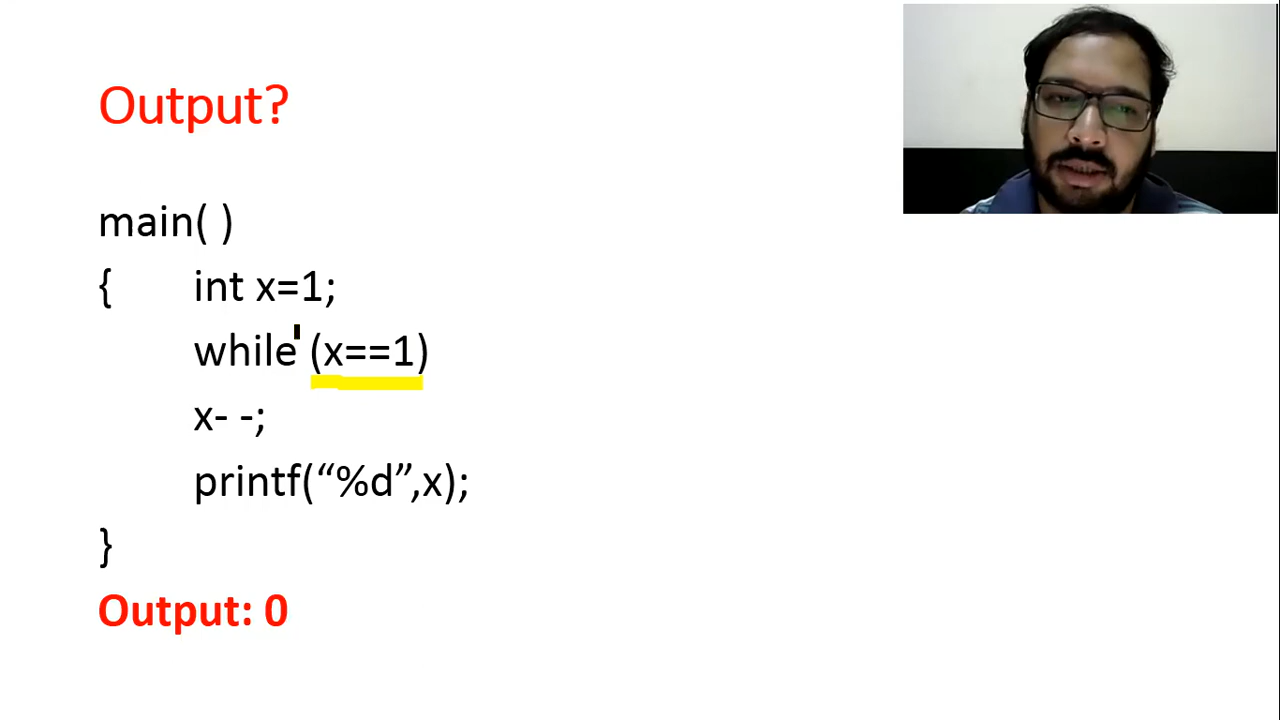 Output?
main( )
{ int x=1;
while (x==1)
x- -;
printf(“%d”,x);
}
Output: 0